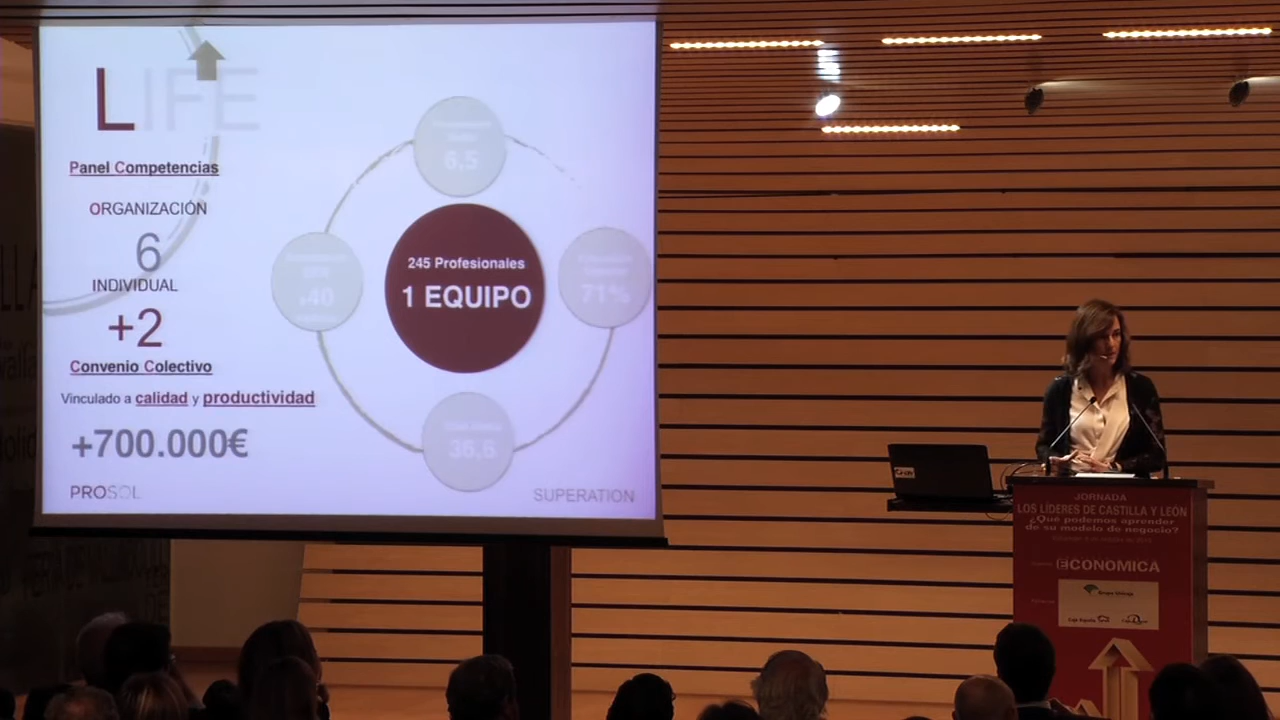 LIFE
Panel Competencias
ORGANIZACIÓN
6
INDIVIDUAL
+2
Convenio Colectivo
Vinculado a calidad y productividad
+700.000€
PROSOL
6,5
245 Profesionales
1 EQUIPO
71%
36.6
SUPERATION
JORNADA
LOS LÍDERES DE CASTILLA Y LEÓN
¿Qué podemos aprender
de su modelo de negocio?
ECONÓMICA